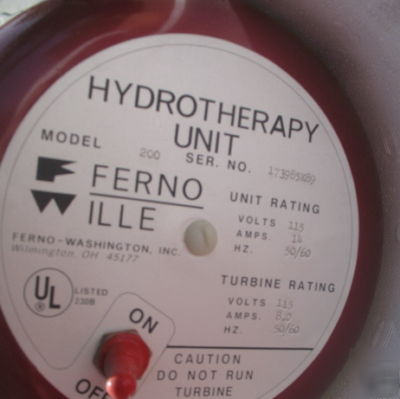 HYDROTHERAPY
UNIT
MODEL 200 SER. NO. 173985X89
FERNO
ILLE
FERNO-WASHINGTON, INC.
Wilmington, OH 45177
UNIT RATING
VOLTS 115
AMPS. 14
HZ. 50/60
TURBINE RATING
VOLTS 115
AMPS. 8.0
HZ. 50/60
UL
LISTED
230B
ON
OFF
CAUTION
DO NOT RUN
TURBINE